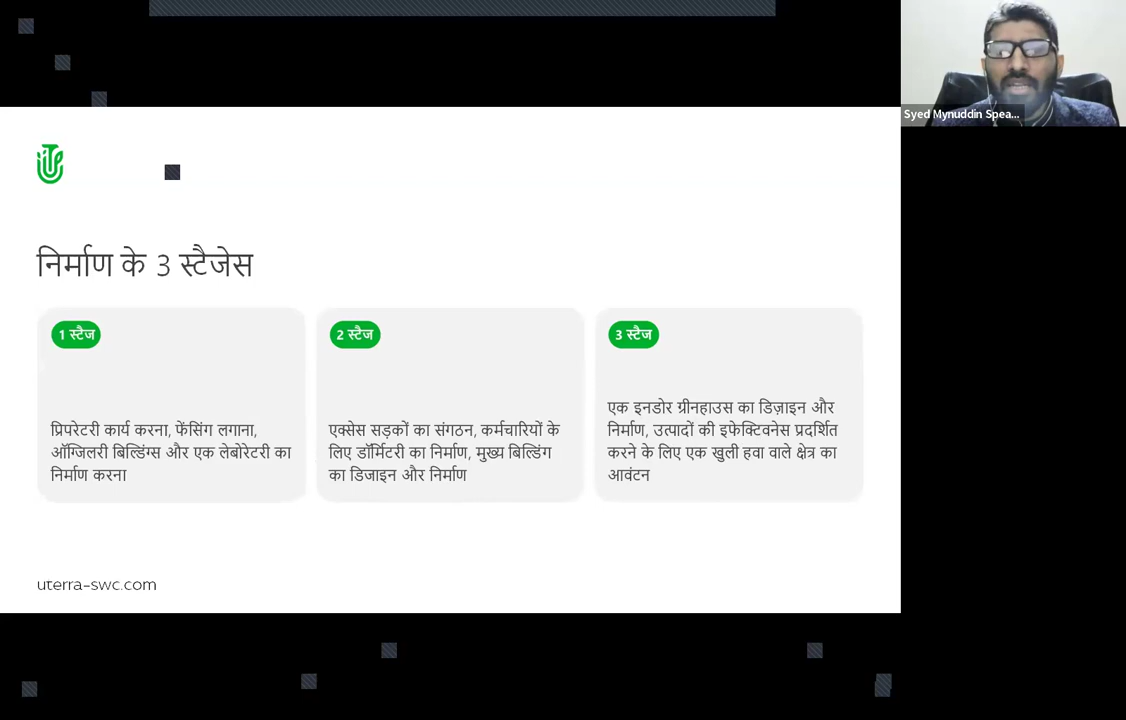 Syed Mynuddin Spea...
निर्माण के 3 स्टैजेस
1 स्टैज
प्रिपरेटरी कार्य करना, फेंसिंग लगाना,
ऑग्जिलरी बिल्डिंग्स और एक लेबोरेटरी का
निर्माण करना
2 स्टैज
एक्सेस सड़कों का संगठन, कर्मचारियों के
लिए डॉर्मिटरी का निर्माण, मुख्य बिल्डिंग
का डिजाइन और निर्माण
3 स्टैज
एक इनडोर ग्रीनहाउस का डिज़ाइन और
निर्माण, उत्पादों की इफेक्टिवनेस प्रदर्शित
करने के लिए एक खुली हवा वाले क्षेत्र का
आवंटन
uterra-swc.com